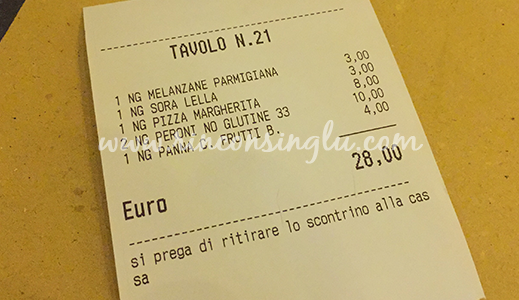 TAVOLO N.21
1 NG MELANZANE PARMIGIANA 3,00
1 NG SORA LELLA 3,00
1 NG PIZZA MARGHERITA 8,00
2 NG PERONI NO GLUTINE 33 10,00
1 NG PANNA FRUTTI B. 4,00
www.rinconsinglu.com
Euro 28,00
si prega di ritirare lo scontrino alla cas
sa